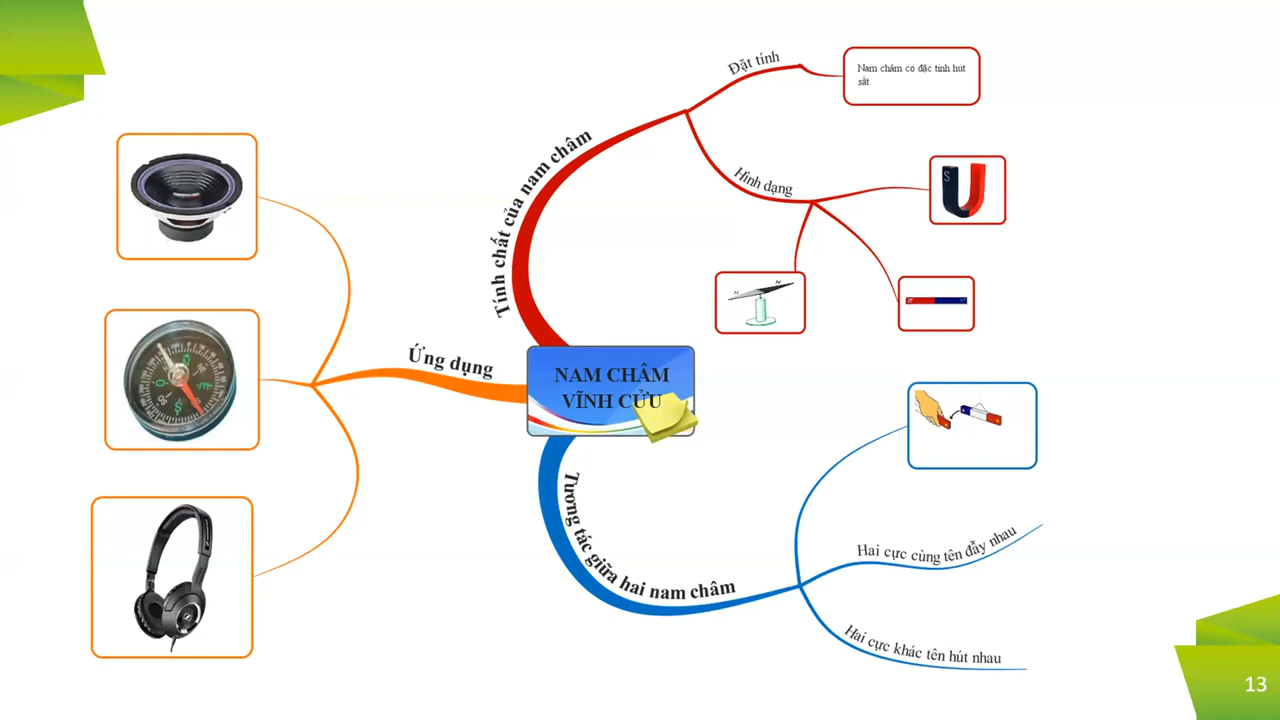 Đặt tính
Nam châm có đặc tính hút
sắt
Tính chất của nam châm
Hình dạng
S
N
N
Ứng dụng
NAM CHÂM
VĨNH CỬU
Tương tác giữa hai nam châm
Hai cực cùng tên đẩy nhau
Hai cực khác tên hút nhau
NE
S
SO
13